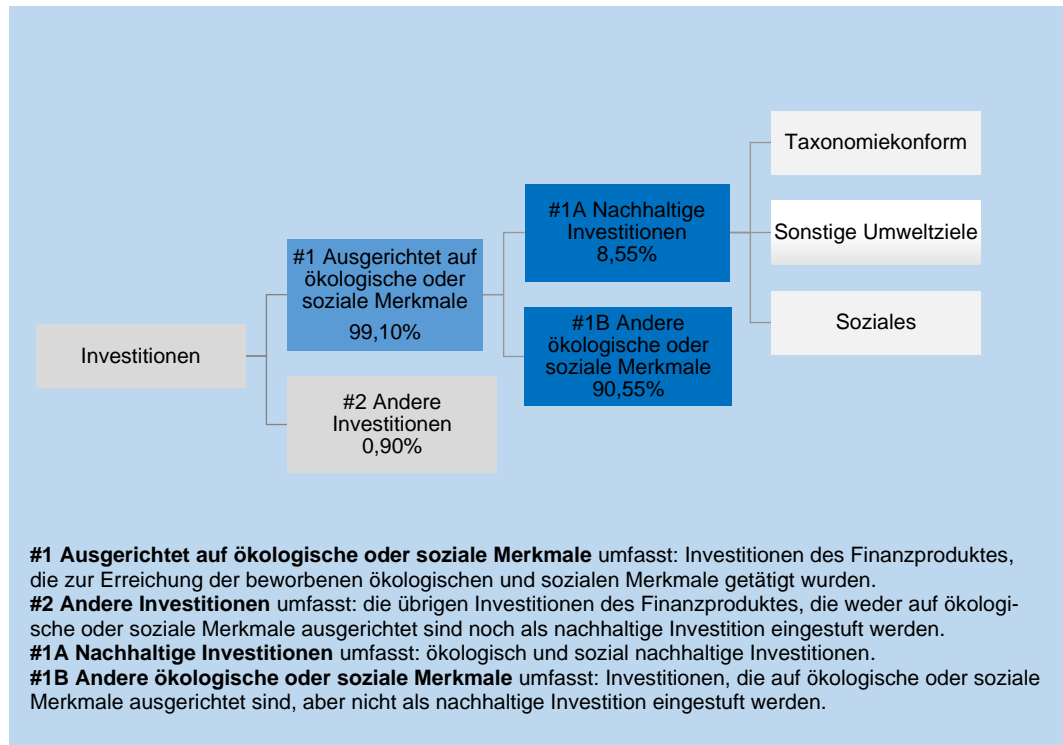 Taxonomiekonform
#1A Nachhaltige
Investitionen
8,55%
Sonstige Umweltziele
#1 Ausgerichtet auf
ökologische oder
soziale Merkmale
99,10%
#1B Andere
ökologische oder
soziale Merkmale
90,55%
Soziales
Investitionen
#2 Andere
Investitionen
0,90%
#1 Ausgerichtet auf ökologische oder soziale Merkmale umfasst: Investitionen des Finanzproduktes,
die zur Erreichung der beworbenen ökologischen und sozialen Merkmale getätigt wurden.
#2 Andere Investitionen umfasst: die übrigen Investitionen des Finanzproduktes, die weder auf ökologi-
sche oder soziale Merkmale ausgerichtet sind noch als nachhaltige Investition eingestuft werden.
#1A Nachhaltige Investitionen umfasst: ökologisch und sozial nachhaltige Investitionen.
#1B Andere ökologische oder soziale Merkmale umfasst: Investitionen, die auf ökologische oder soziale
Merkmale ausgerichtet sind, aber nicht als nachhaltige Investition eingestuft werden.